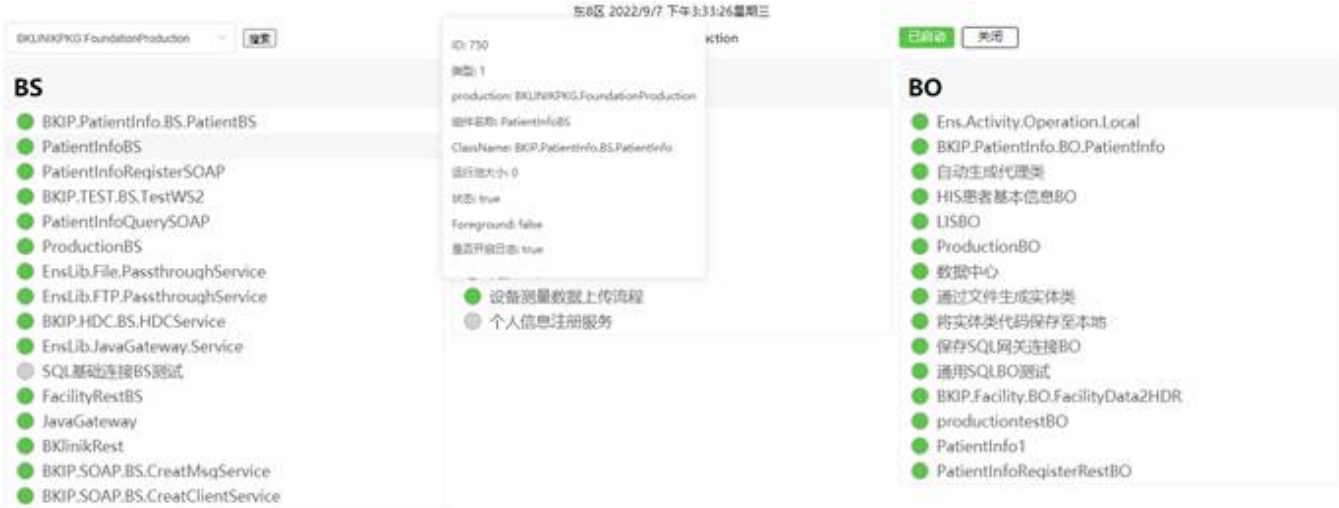 东8区 2022/9/7 下午3:33:26星期三
BKLINIKPKG.FoundationProduction 搜索
ction
已启动 关闭
BS
BKIP.PatientInfo.BS.PatientBS
PatientInfoBS
PatientInfoRegisterSOAP
BKIP.TEST.BS.TestWS2
PatientInfoQuerySOAP
ProductionBS
EnsLib.File.PassthroughService
EnsLib.FTP.PassthroughService
BKIP.HDC.BS.HDCService
EnsLib.JavaGateway.Service
SQL基础连接BS测试
FacilityRestBS
JavaGateway
BKlinikRest
BKIP.SOAP.BS.CreatMsgService
BKIP.SOAP.BS.CreatClientService
ID: 750
类型: 1
production: BKLINIKPKG.FoundationProduction
组件名称: PatientInfoBS
ClassName: BKIP.PatientInfo.BS.PatientInfo
运行池大小: 0
状态: true
Foreground: false
是否开启日志: true
设备测量数据上传流程
个人信息注册服务
BO
Ens.Activity.Operation.Local
BKIP.PatientInfo.BO.PatientInfo
自动生成代理类
HIS患者基本信息BO
LISBO
ProductionBO
数据中心
通过文件生成实体类
将实体类代码保存至本地
保存SQL网关连接BO
通用SQLBO测试
BKIP.Facility.BO.FacilityData2HDR
productiontestBO
PatientInfo1
PatientInfoRegisterRestBO